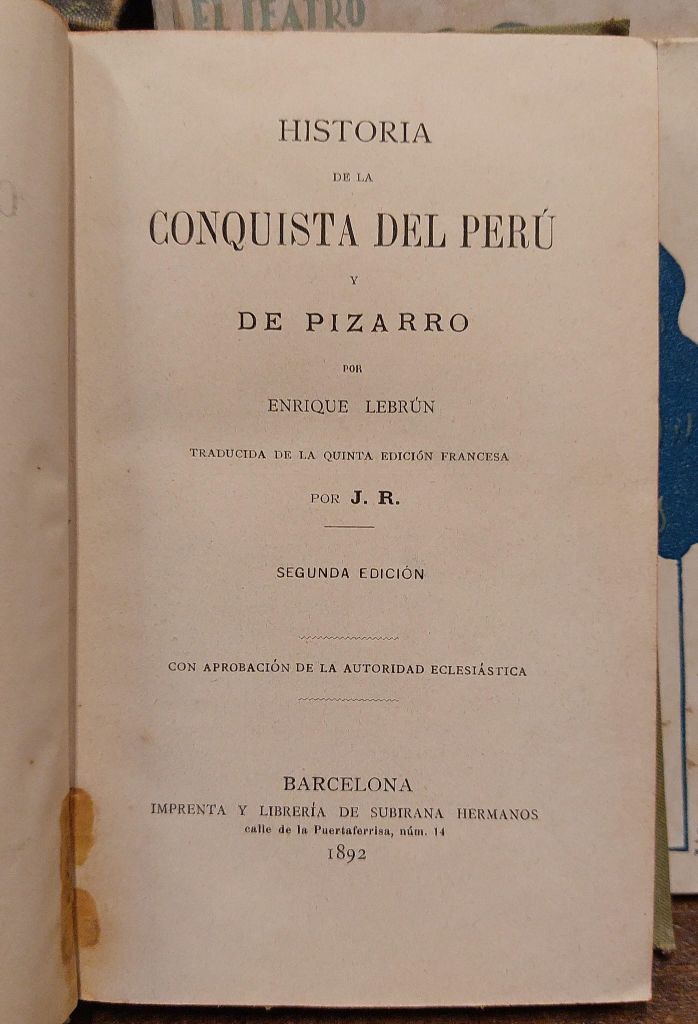 EL TEATRO
HISTORIA
DE LA
CONQUISTA DEL PERÚ
Y
DE PIZARRO
POR
ENRIQUE LEBRÚN
TRADUCIDA DE LA QUINTA EDICIÓN FRANCESA
POR J. R.
SEGUNDA EDICIÓN
CON APROBACIÓN DE LA AUTORIDAD ECLESIÁSTICA
BARCELONA
IMPRENTA Y LIBRERÍA DE SUBIRANA HERMANOS
calle de la Puertaferrisa, núm. 14
1892